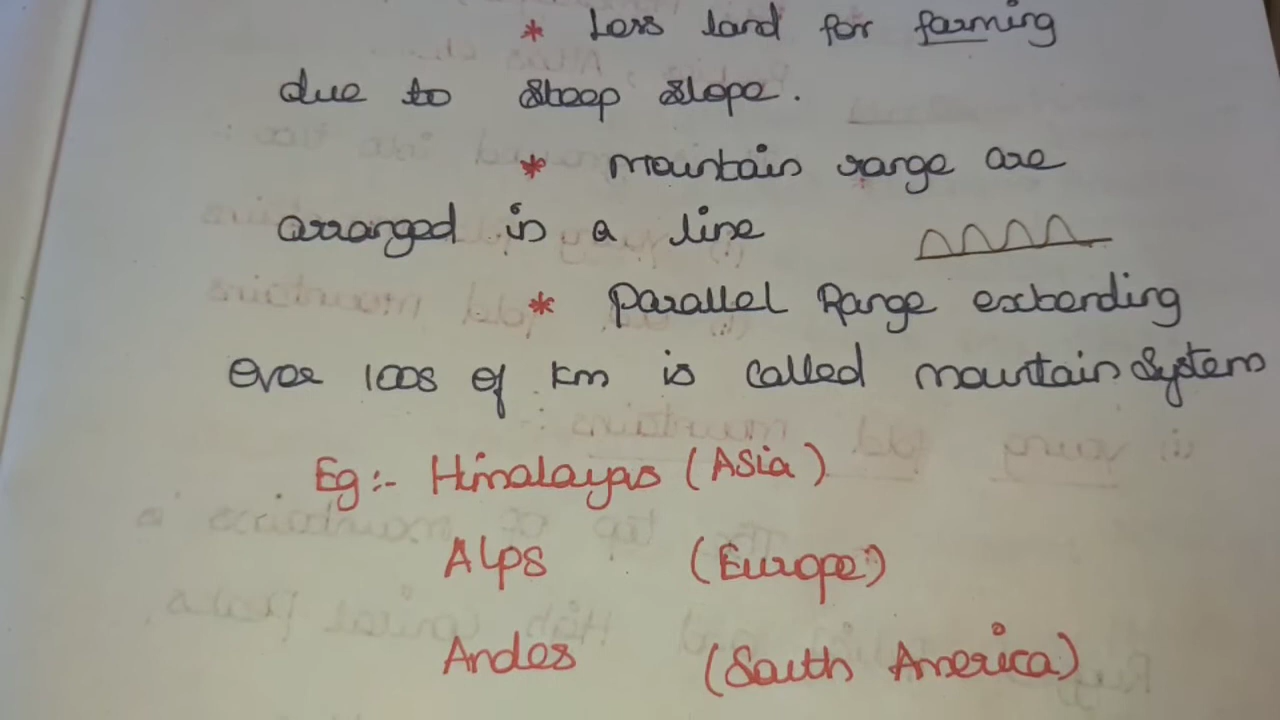 * Less land for farming
due to steep slope.
* mountain range are
arranged in a line
* Parallel Range extending
over 100s of km is called mountain System
Eg :- Himalayas (Asia)
Alps (Europe)
Andes (South America)